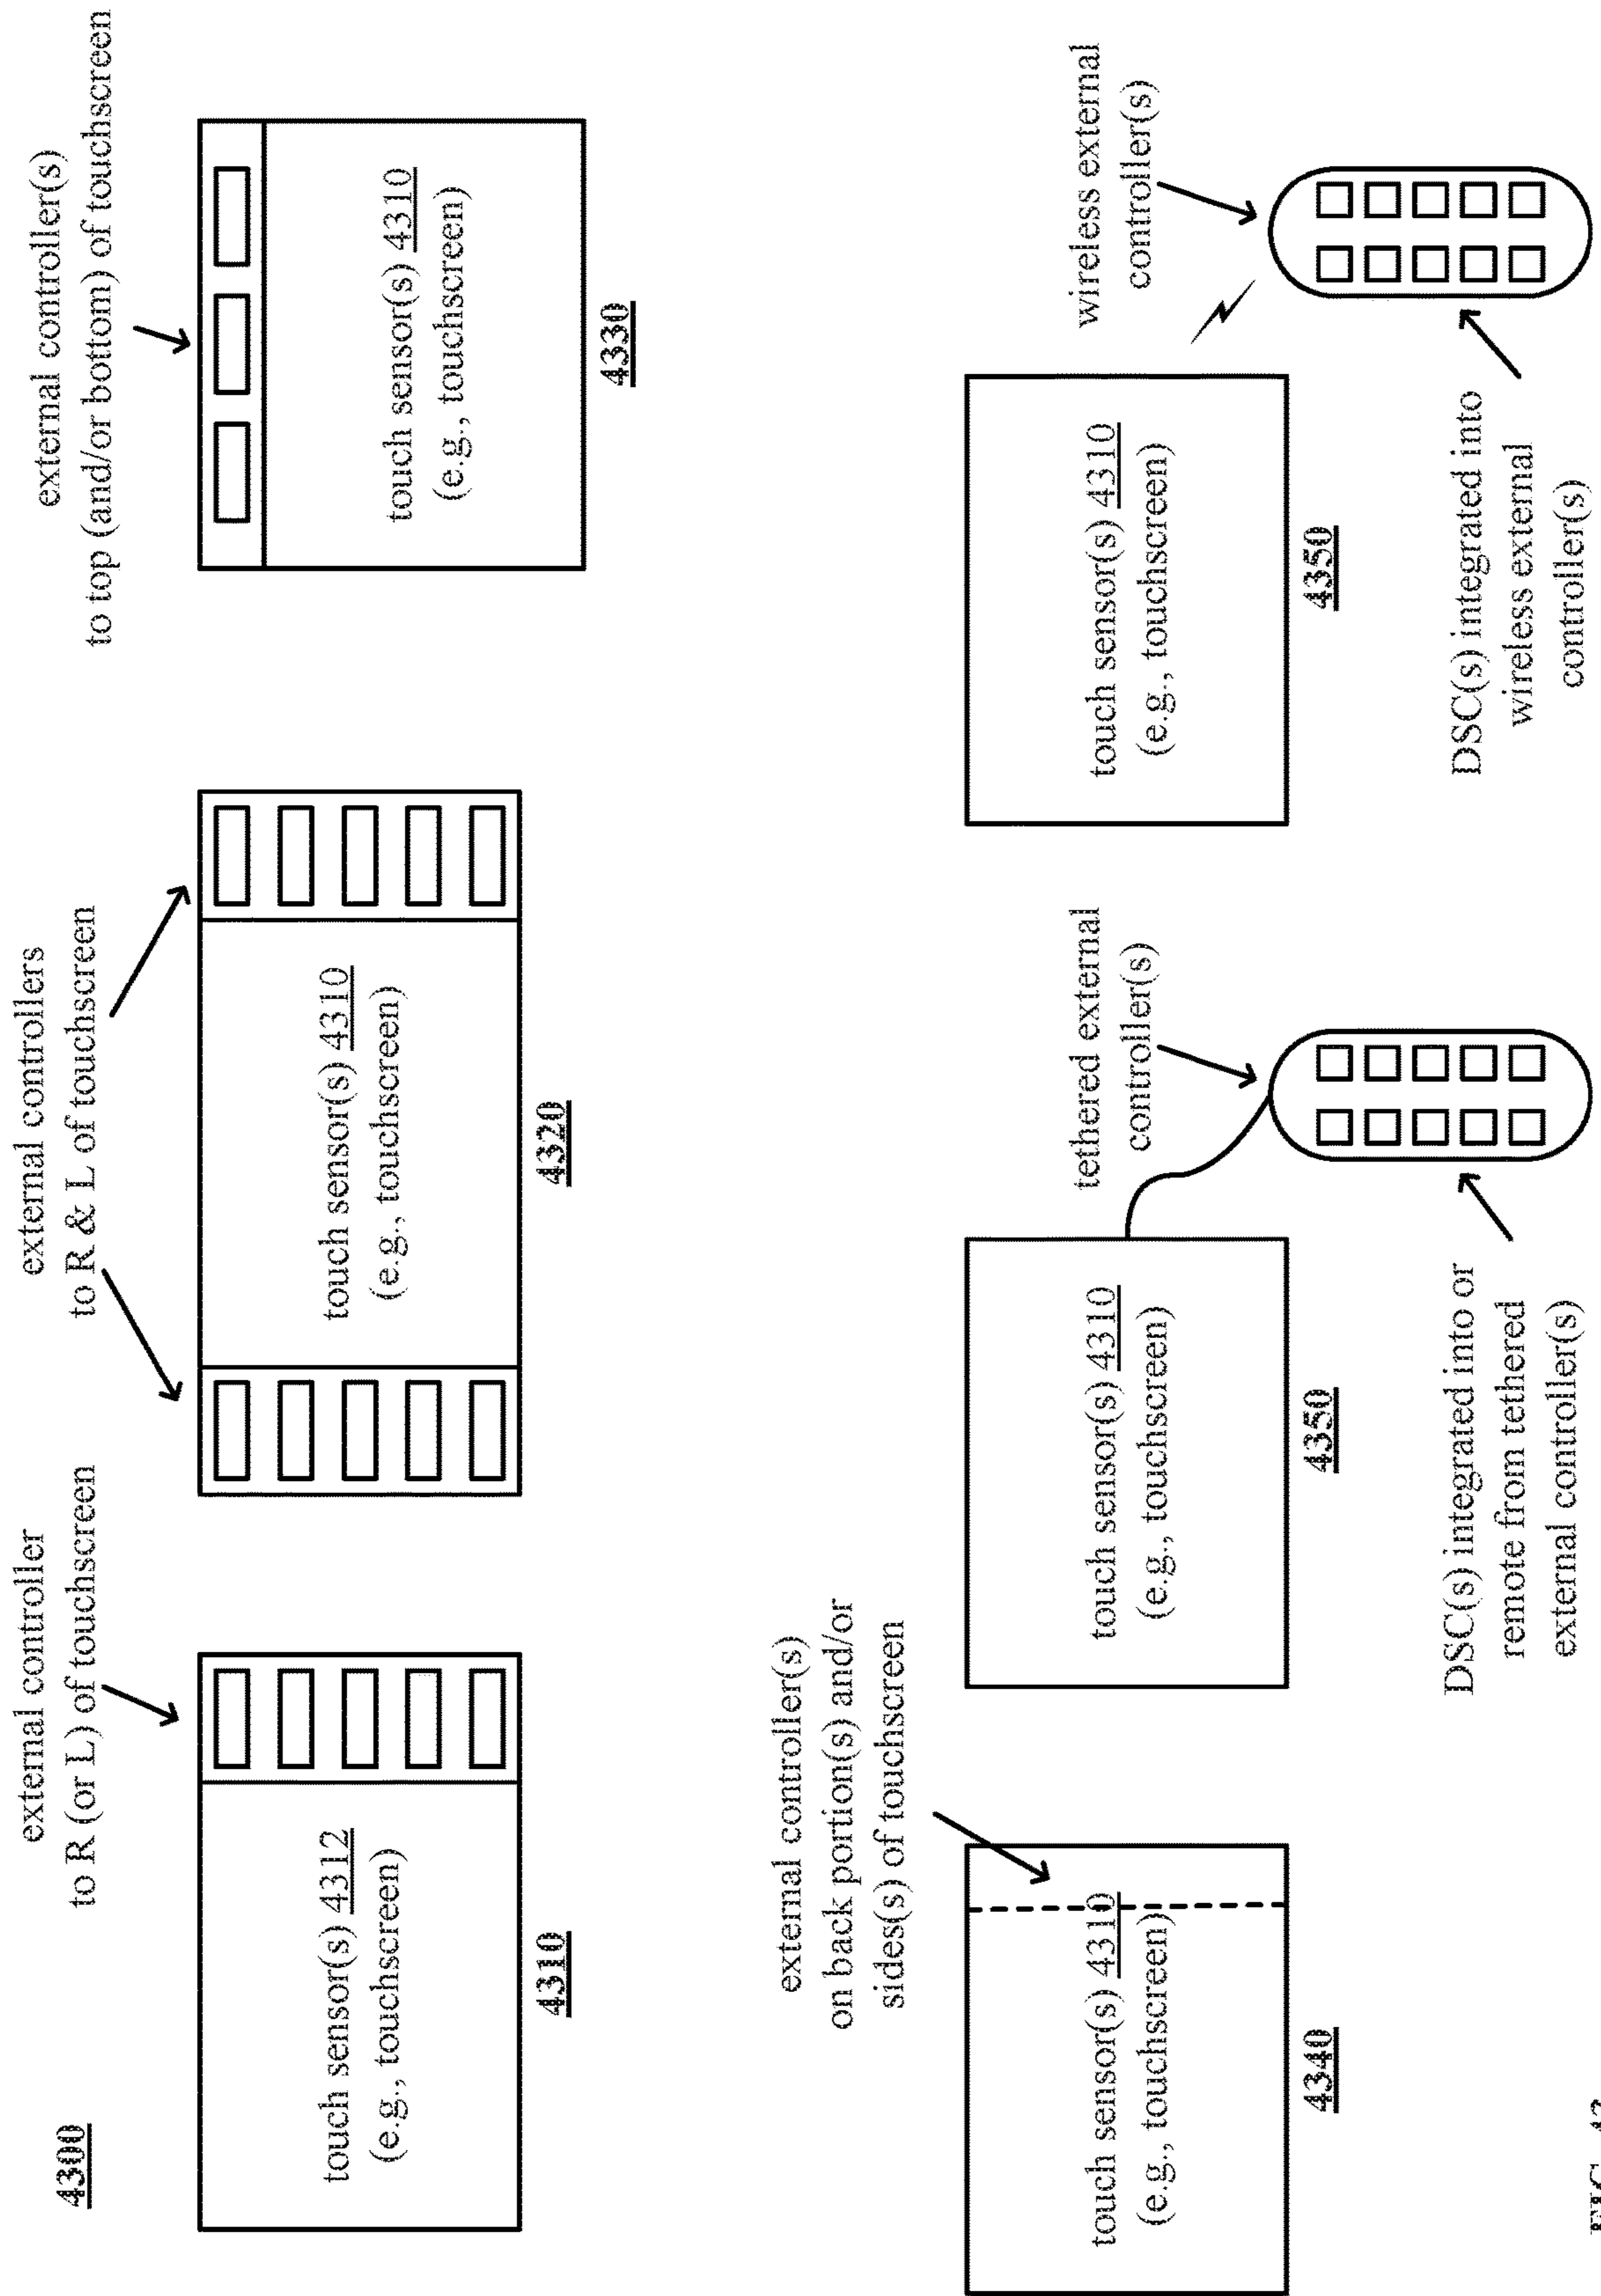 4300
external controller
to R (or L) of touchscreen
touch sensor(s) 4312
(e.g., touchscreen)
4310
external controllers
to R & L of touchscreen
touch sensor(s) 4310
(e.g., touchscreen)
4320
external controller(s)
to top (and/or bottom) of touchscreen
touch sensor(s) 4310
(e.g., touchscreen)
4330
external controller(s)
on back portion(s) and/or
sides(s) of touchscreen
touch sensor(s) 4310
(e.g., touchscreen)
4340
tethered external
controller(s)
touch sensor(s) 4310
(e.g., touchscreen)
4350
DSC(s) integrated into or
remote from tethered
external controller(s)
wireless external
controller(s)
touch sensor(s) 4310
(e.g., touchscreen)
4350
DSC(s) integrated into
wireless external
controller(s)